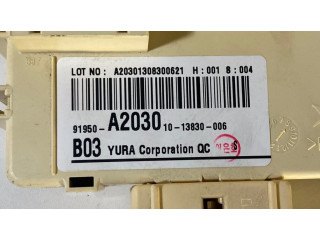 LOT NO : A20301308300621 H : 001 S : 004
91950- A2030 10-13830-006
B03 YURA Corporation QC